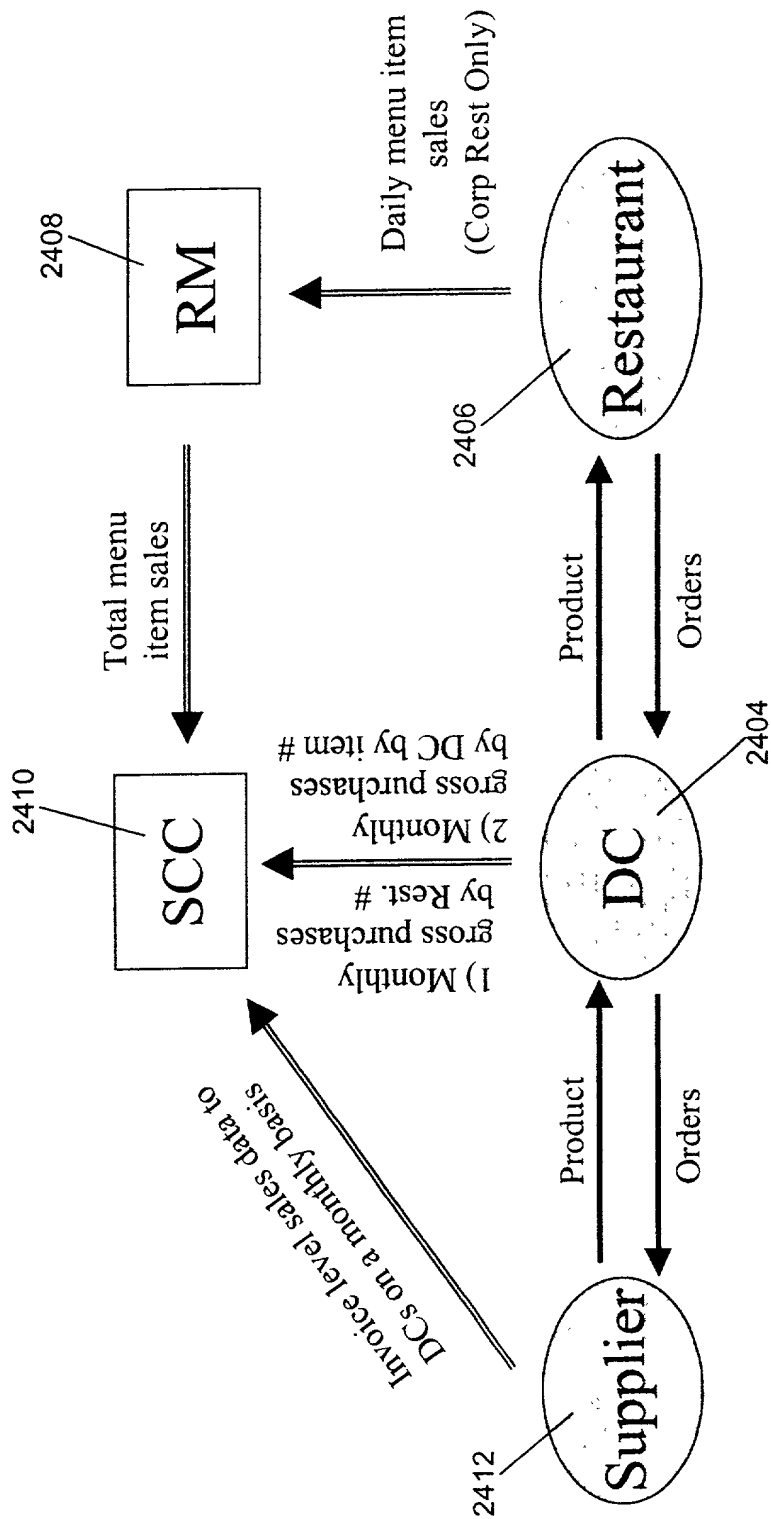 2410
SCC
Total menu
item sales
2408
RM
Invoice level sales data to
DCs on a monthly basis
1) Monthly
gross purchases
by Rest. #
2) Monthly
gross purchases
by DC by item #
Daily menu item
sales
(Corp Rest Only)
2412
Supplier
Product
Orders
DC
2404
Product
Orders
2406
Restaurant